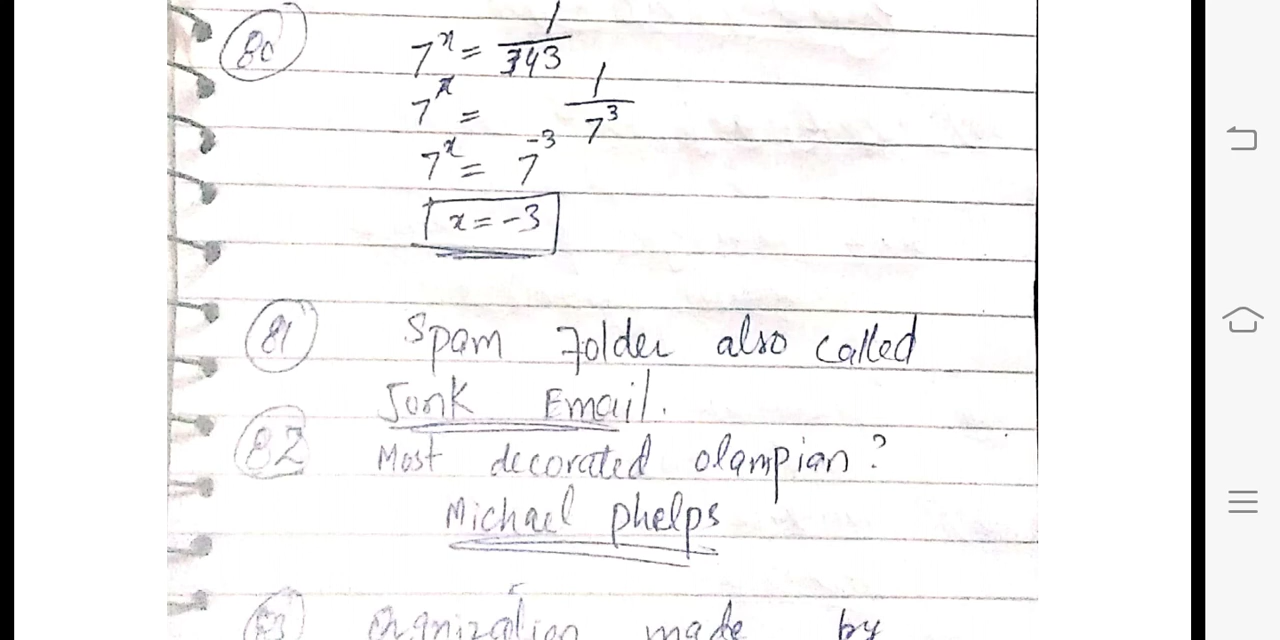 80 7^x = 1/343
7^x = 1/7^3
7^x = 7^-3
x = -3
81 Spam Folder also called
Junk Email.
82 Most decorated olampian?
Michael phelps
83 Organization made by